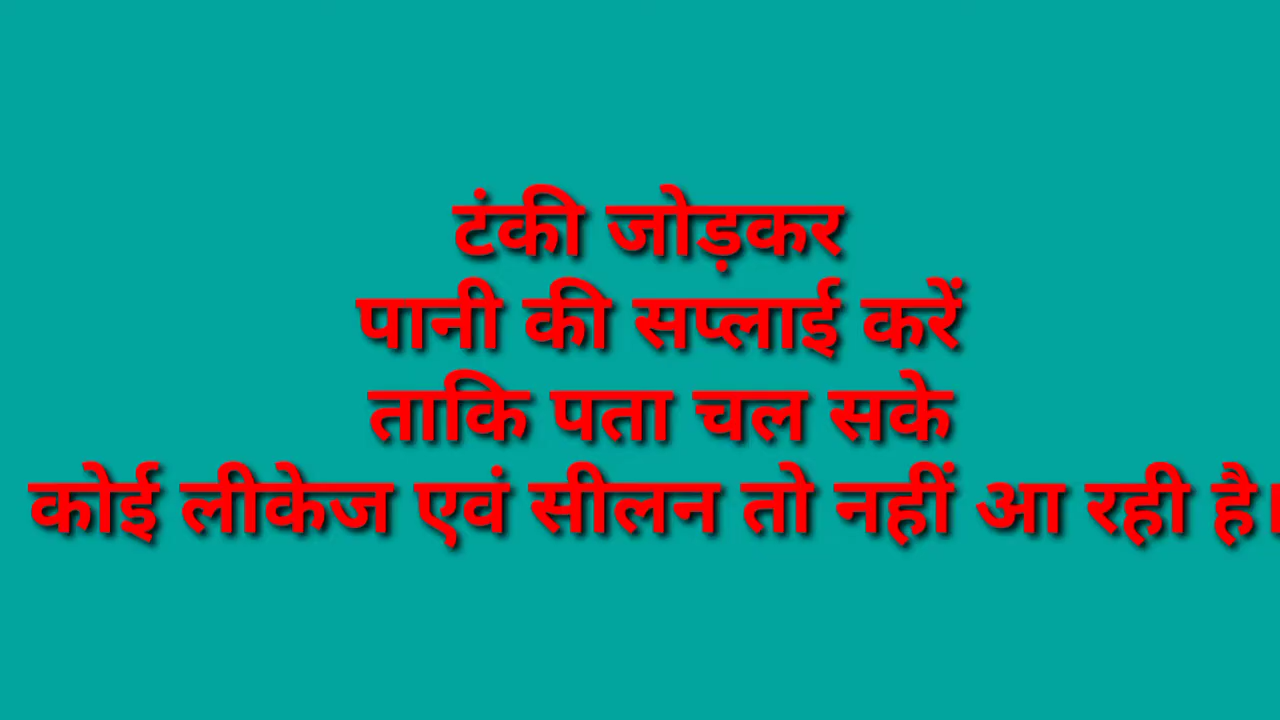 टंकी जोड़कर
पानी की सप्लाई करें
ताकि पता चल सके
कोई लीकेज एवं सीलन तो नहीं आ रही है।